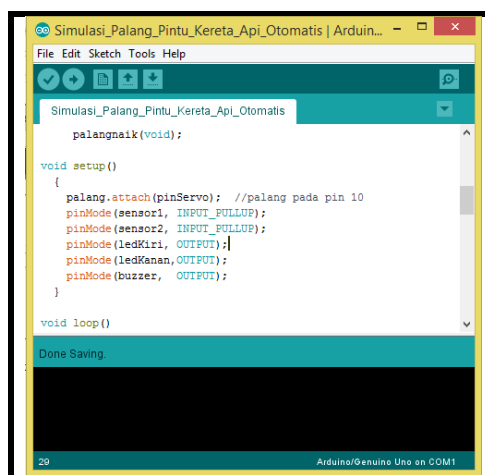 Simulasi_Palang_Pintu_Kereta_Api_Otomatis | Arduin...
File Edit Sketch Tools Help
Simulasi_Palang_Pintu_Kereta_Api_Otomatis
palangnaik(void);
void setup()
{
palang.attach(pinServo); //palang pada pin 10
pinMode(sensor1, INPUT_PULLUP);
pinMode(sensor2, INPUT_PULLUP);
pinMode(ledKiri, OUTPUT);
pinMode(ledKanan,OUTPUT);
pinMode(buzzer, OUTPUT);
}
void loop()
Done Saving.
29 Arduino/Genuino Uno on COM1